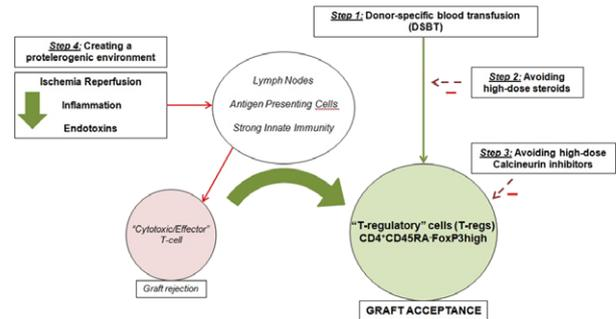 Step 1: Donor-specific blood transfusion
(DSBT)
Step 4: Creating a
protelerogenic environment
Ischemia Reperfusion
Inflammation
Endotoxins
Lymph Nodes
Antigen Presenting Cells
Strong Innate Immunity
Step 2: Avoiding
high-dose steroids
Step 3: Avoiding high-dose
Calcineurin inhibitors
"Cytotoxic/Effector"
T-cell
Graft rejection
"T-regulatory" cells (T-regs)
CD4⁺CD45RA⁻FoxP3high
GRAFT ACCEPTANCE